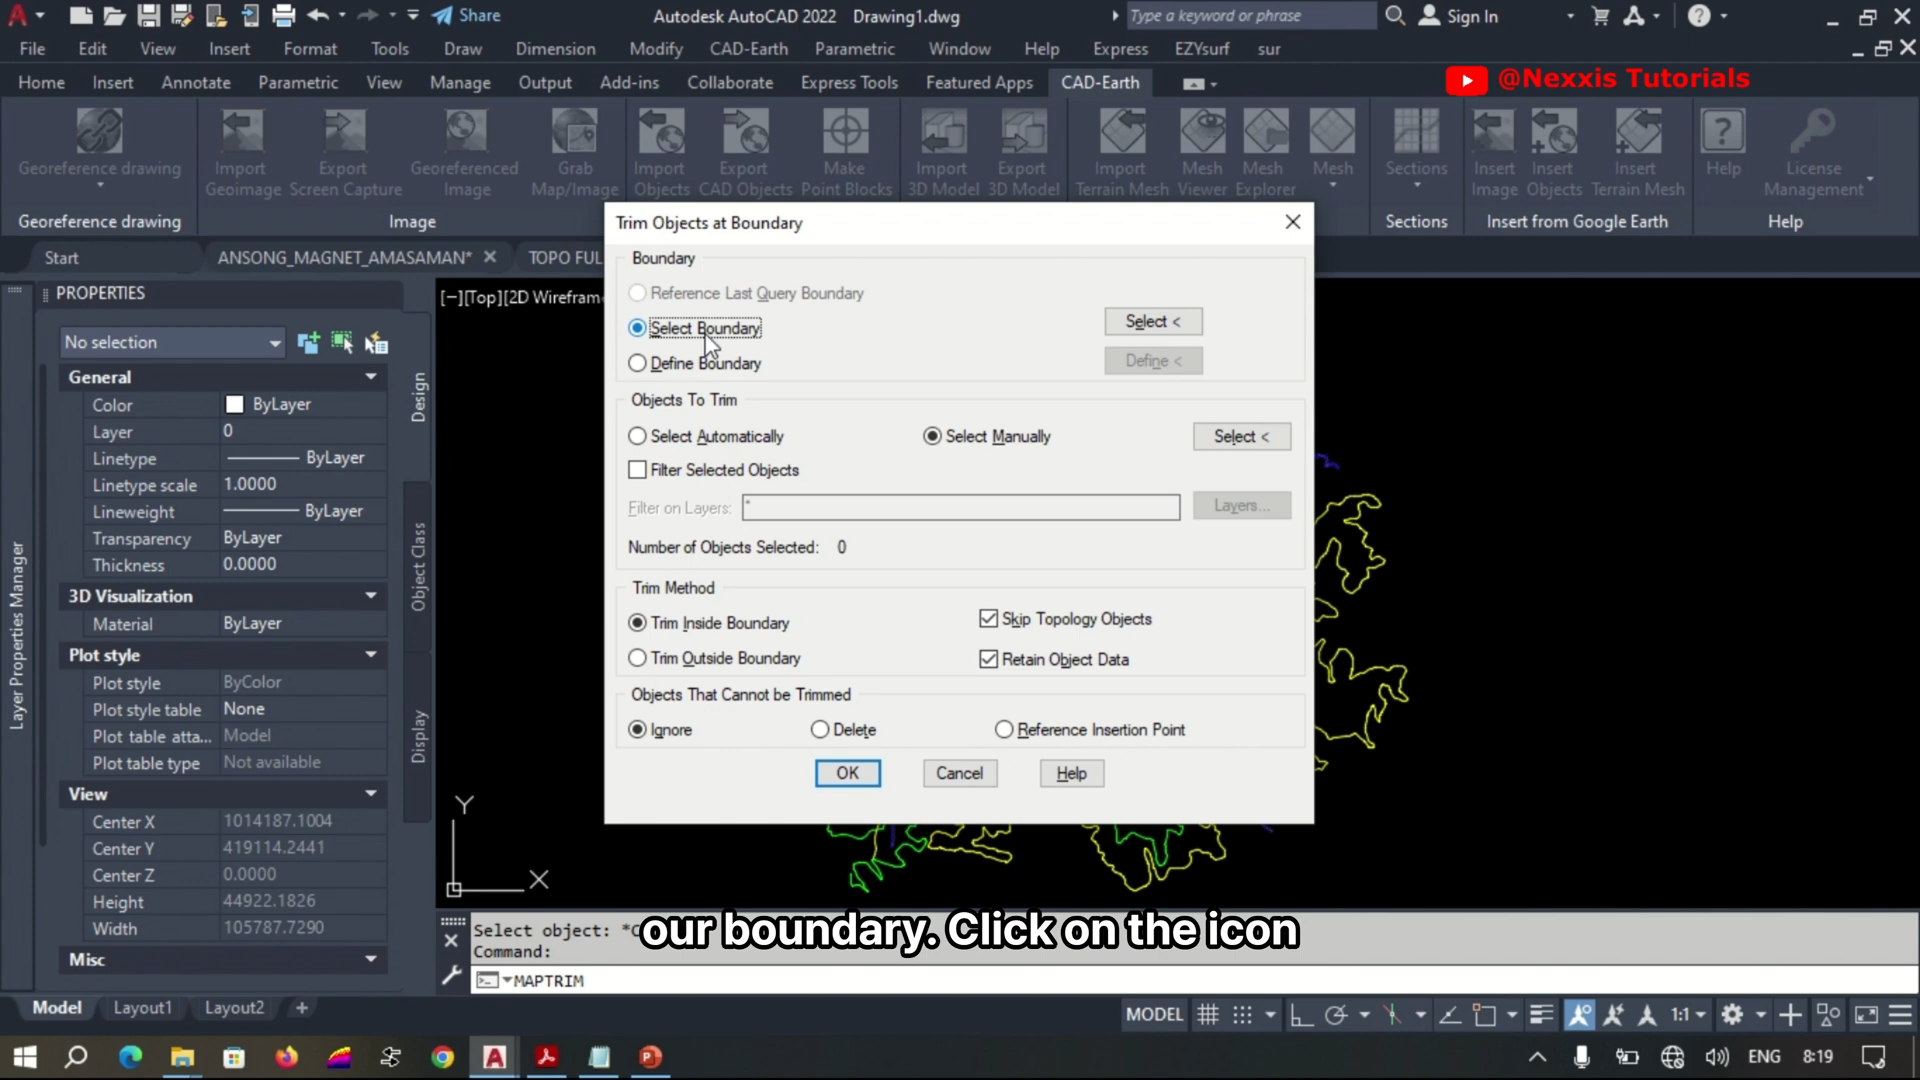 Share
Autodesk AutoCAD 2022 Drawing1.dwg
Type a keyword or phrase
Sign In
File Edit View Insert Format Tools Draw Dimension Modify CAD-Earth Parametric Window Help Express EZYsurf sur
Home Insert Annotate Parametric View Manage Output Add-ins Collaborate Express Tools Featured Apps CAD-Earth
@Nexxis Tutorials
Georeference drawing
Import Geoimage
Export Screen Capture
Georeferenced Image
Grab Map/Image
Import Objects
Export CAD Objects
Make Point Blocks
Import 3D Model
Export 3D Model
Import Terrain Mesh
Mesh Viewer
Mesh Explorer
Mesh
Sections
Insert Image
Insert Objects
Insert Terrain Mesh
Help
License Management
Georeference drawing
Image
Sections
Insert from Google Earth
Help
Start
ANSONG_MAGNET_AMASAMAN*
TOPO FUL
PROPERTIES
No selection
General
Color ByLayer
Layer 0
Linetype ByLayer
Linetype scale 1.0000
Lineweight ByLayer
Transparency ByLayer
Thickness 0.0000
3D Visualization
Material ByLayer
Plot style
Plot style ByColor
Plot style table None
Plot table atta... Model
Plot table type Not available
View
Center X 1014187.1004
Center Y 419114.2441
Center Z 0.0000
Height 44922.1826
Width 105787.7290
Misc
Design
Object Class
Display
Layer Properties Manager
[−][Top][2D Wirefram
Trim Objects at Boundary
Boundary
Reference Last Query Boundary
Select Boundary
Select <
Define Boundary
Define <
Objects To Trim
Select Automatically
Select Manually
Select <
Filter Selected Objects
Filter on Layers: *
Layers...
Number of Objects Selected: 0
Trim Method
Trim Inside Boundary
Skip Topology Objects
Trim Outside Boundary
Retain Object Data
Objects That Cannot be Trimmed
Ignore
Delete
Reference Insertion Point
OK
Cancel
Help
Y
X
Select object: *C
our boundary. Click on the icon
Command:
MAPTRIM
Model Layout1 Layout2 +
MODEL
1:1
ENG
8:19